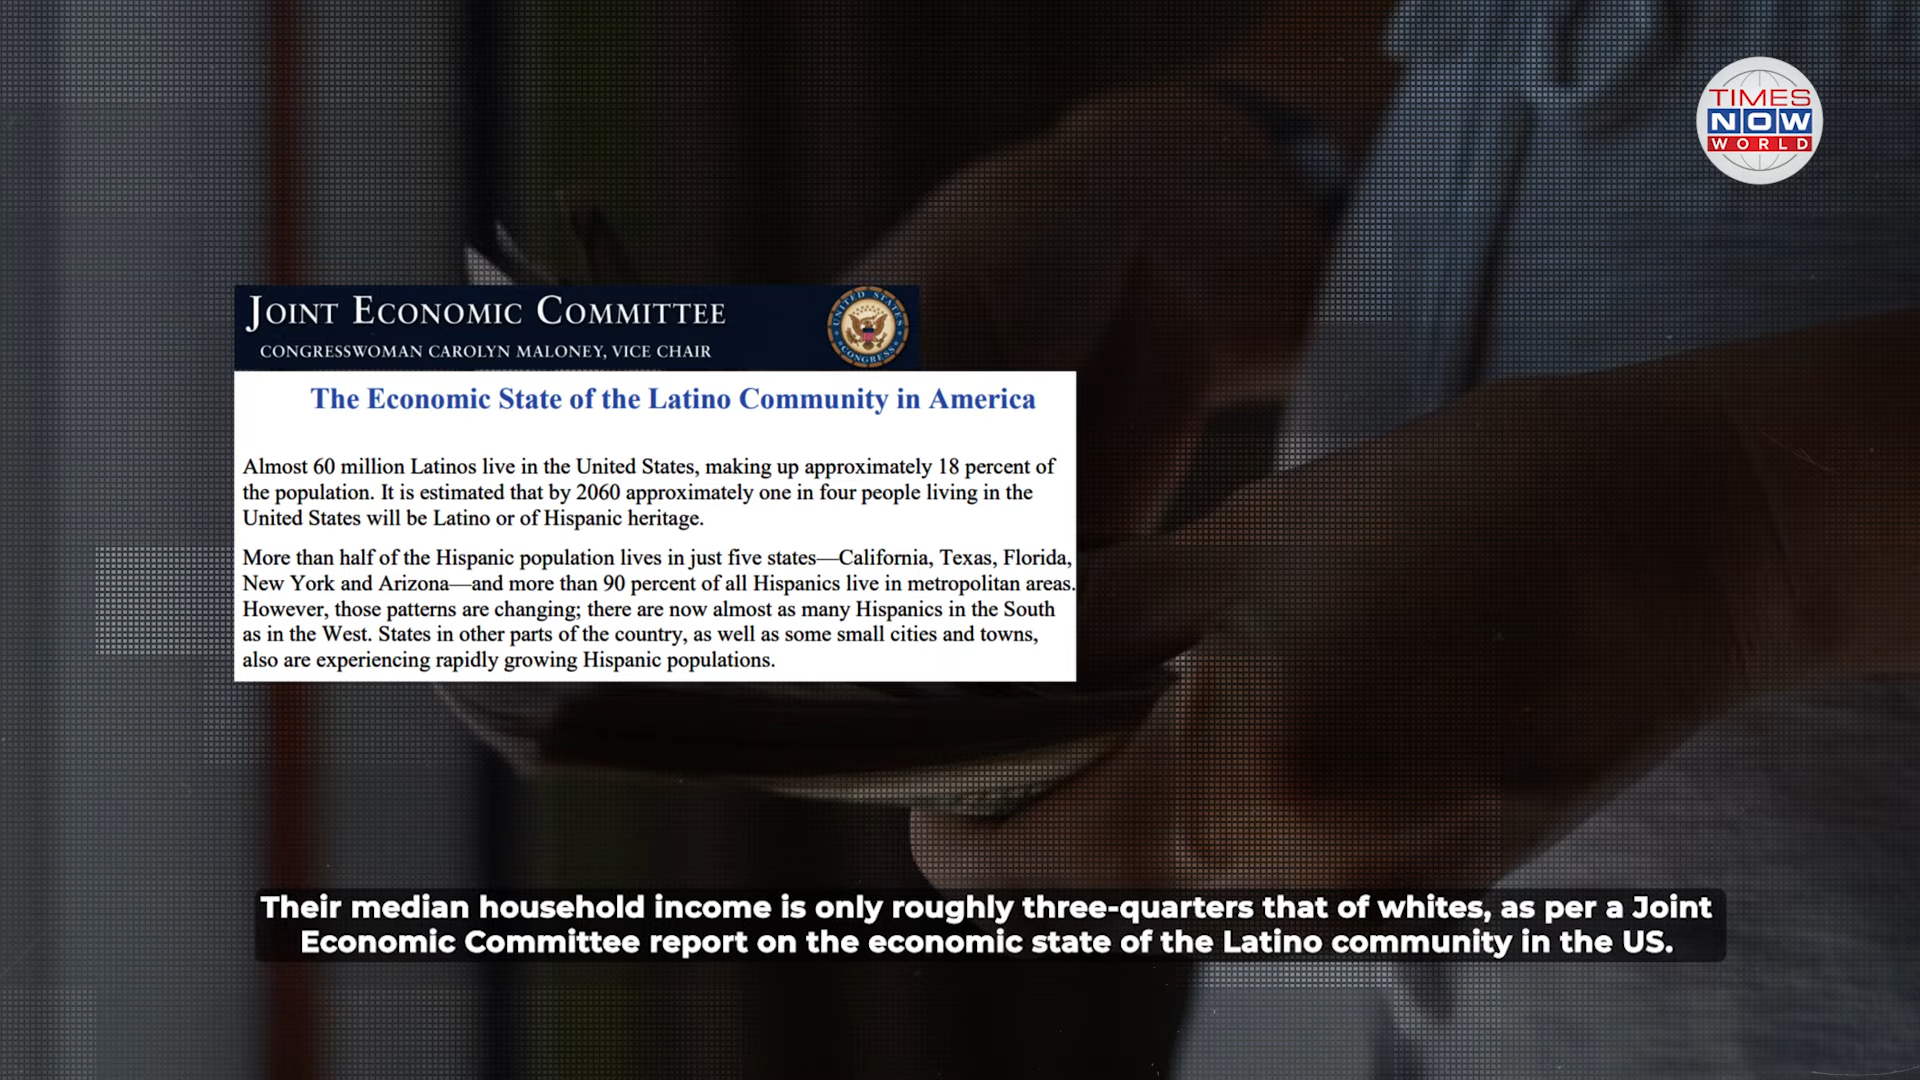 TIMES
NOW
WORLD
JOINT ECONOMIC COMMITTEE
CONGRESSWOMAN CAROLYN MALONEY, VICE CHAIR
UNITED STATES
CONGRESS
The Economic State of the Latino Community in America
Almost 60 million Latinos live in the United States, making up approximately 18 percent of
the population. It is estimated that by 2060 approximately one in four people living in the
United States will be Latino or of Hispanic heritage.
More than half of the Hispanic population lives in just five states—California, Texas, Florida,
New York and Arizona—and more than 90 percent of all Hispanics live in metropolitan areas.
However, those patterns are changing; there are now almost as many Hispanics in the South
as in the West. States in other parts of the country, as well as some small cities and towns,
also are experiencing rapidly growing Hispanic populations.
Their median household income is only roughly three-quarters that of whites, as per a Joint
Economic Committee report on the economic state of the Latino community in the US.